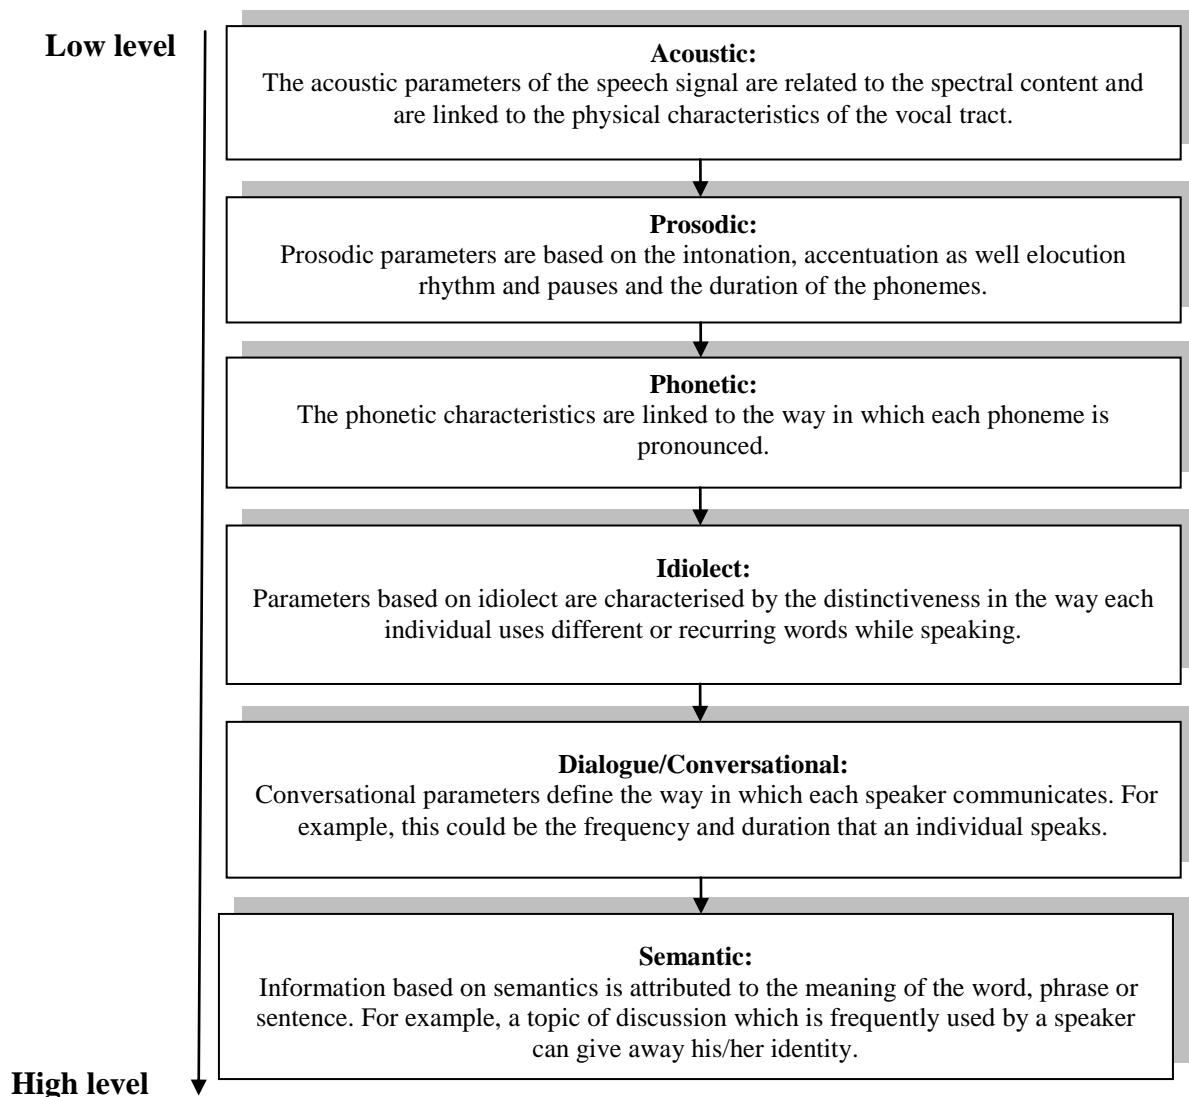 Low level
Acoustic:
The acoustic parameters of the speech signal are related to the spectral content and
are linked to the physical characteristics of the vocal tract.
Prosodic:
Prosodic parameters are based on the intonation, accentuation as well elocution
rhythm and pauses and the duration of the phonemes.
Phonetic:
The phonetic characteristics are linked to the way in which each phoneme is
pronounced.
Idiolect:
Parameters based on idiolect are characterised by the distinctiveness in the way each
individual uses different or recurring words while speaking.
Dialogue/Conversational:
Conversational parameters define the way in which each speaker communicates. For
example, this could be the frequency and duration that an individual speaks.
Semantic:
Information based on semantics is attributed to the meaning of the word, phrase or
sentence. For example, a topic of discussion which is frequently used by a speaker
can give away his/her identity.
High level